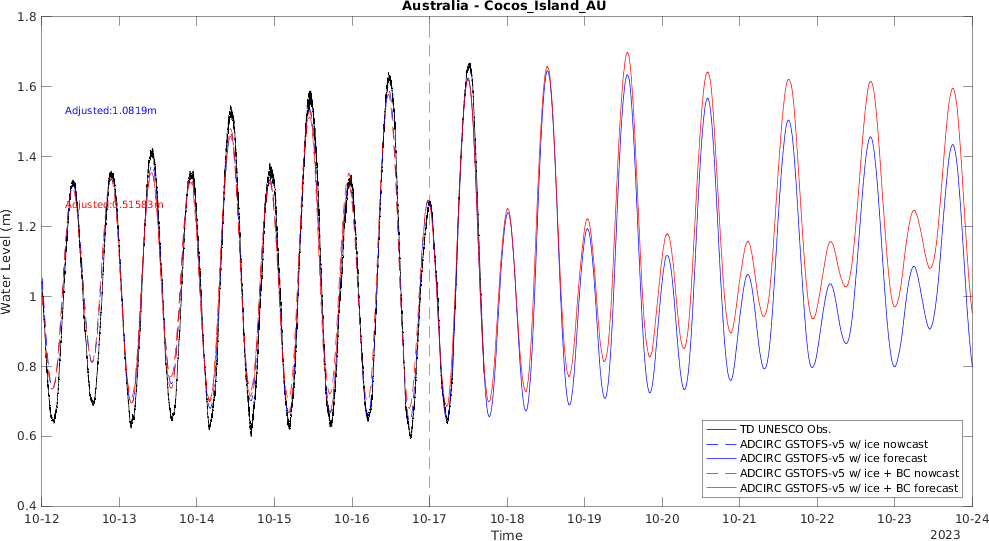 Australia - Cocos_Island_AU
1.8
1.6
1.4
1.2
1
0.8
0.6
0.4
Water Level (m)
Adjusted:1.0819m
Adjusted:0.51583m
TD UNESCO Obs.
ADCIRC GSTOFS-v5 w/ ice nowcast
ADCIRC GSTOFS-v5 w/ ice forecast
ADCIRC GSTOFS-v5 w/ ice + BC nowcast
ADCIRC GSTOFS-v5 w/ ice + BC forecast
10-12 10-13 10-14 10-15 10-16 10-17 10-18 10-19 10-20 10-21 10-22 10-23 10-24
Time
2023